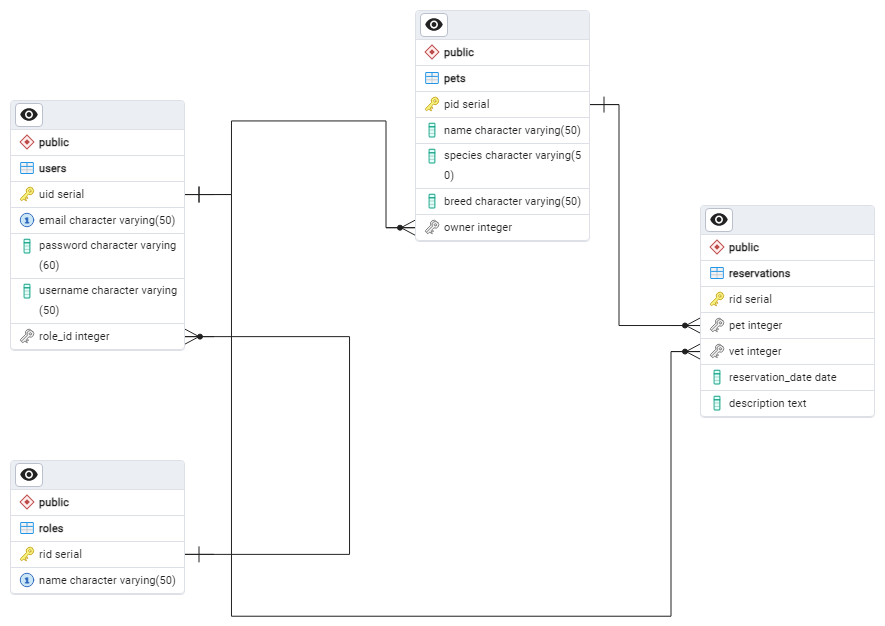 public
users
uid serial
email character varying(50)
password character varying
(60)
username character varying
(50)
role_id integer
public
roles
rid serial
name character varying(50)
public
pets
pid serial
name character varying(50)
species character varying(5
0)
breed character varying(50)
owner integer
public
reservations
rid serial
pet integer
vet integer
reservation_date date
description text